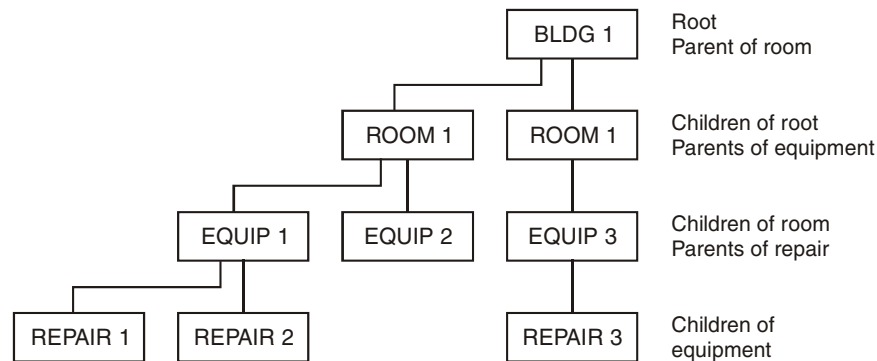 BLDG 1
Root
Parent of room
ROOM 1
ROOM 1
Children of root
Parents of equipment
EQUIP 1
EQUIP 2
EQUIP 3
Children of room
Parents of repair
REPAIR 1
REPAIR 2
REPAIR 3
Children of
equipment